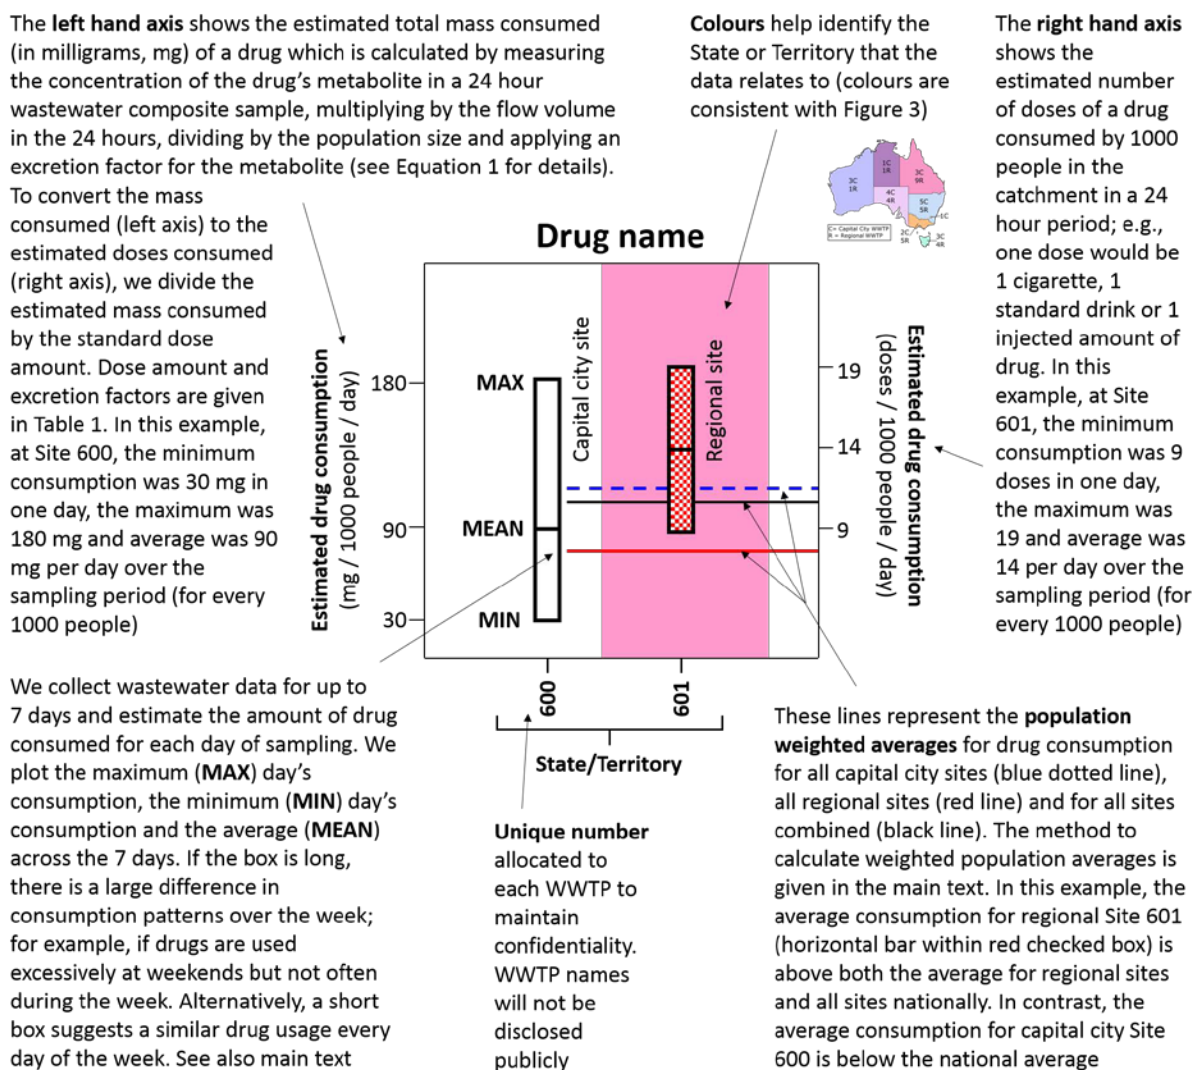 The left hand axis shows the estimated total mass consumed
(in milligrams, mg) of a drug which is calculated by measuring
the concentration of the drug’s metabolite in a 24 hour
wastewater composite sample, multiplying by the flow volume
in the 24 hours, dividing by the population size and applying an
excretion factor for the metabolite (see Equation 1 for details).
To convert the mass
consumed (left axis) to the
estimated doses consumed
(right axis), we divide the
estimated mass consumed
by the standard dose
amount. Dose amount and
excretion factors are given
in Table 1. In this example,
at Site 600, the minimum
consumption was 30 mg in
one day, the maximum was
180 mg and average was 90
mg per day over the
sampling period (for every
1000 people)
Colours help identify the
State or Territory that the
data relates to (colours are
consistent with Figure 3)
The right hand axis
shows the
estimated number
of doses of a drug
consumed by 1000
people in the
catchment in a 24
hour period; e.g.,
one dose would be
1 cigarette, 1
standard drink or 1
injected amount of
drug. In this
example, at Site
601, the minimum
consumption was 9
doses in one day,
the maximum was
19 and average was
14 per day over the
sampling period (for
every 1000 people)
3C
1R
1C
1R
3C
9R
4C
4R
5C
5R
1C
2C
5R
3C
4R
C= Capital City WWTP
R = Regional WWTP
Drug name
Estimated drug consumption
(mg / 1000 people / day)
180
90
30
MAX
MEAN
MIN
Capital city site
Regional site
19
14
9
Estimated drug consumption
(doses / 1000 people / day)
600
601
State/Territory
We collect wastewater data for up to
7 days and estimate the amount of drug
consumed for each day of sampling. We
plot the maximum (MAX) day’s
consumption, the minimum (MIN) day’s
consumption and the average (MEAN)
across the 7 days. If the box is long,
there is a large difference in
consumption patterns over the week;
for example, if drugs are used
excessively at weekends but not often
during the week. Alternatively, a short
box suggests a similar drug usage every
day of the week. See also main text
Unique number
allocated to
each WWTP to
maintain
confidentiality.
WWTP names
will not be
disclosed
publicly
These lines represent the population
weighted averages for drug consumption
for all capital city sites (blue dotted line),
all regional sites (red line) and for all sites
combined (black line). The method to
calculate weighted population averages is
given in the main text. In this example, the
average consumption for regional Site 601
(horizontal bar within red checked box) is
above both the average for regional sites
and all sites nationally. In contrast, the
average consumption for capital city Site
600 is below the national average